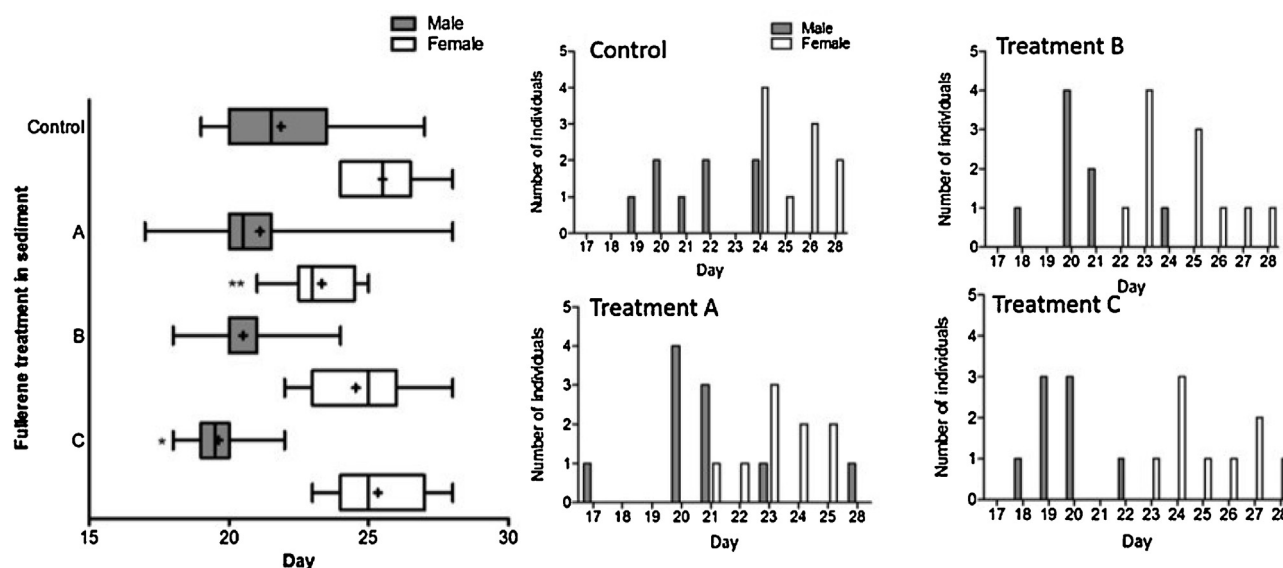 Male
Female
Control
A
**
B
C
*
Fullerene treatment in sediment
15 20 25 30
Day
Control
Male
Female
5
4
3
2
1
0
Number of individuals
17 18 19 20 21 22 23 24 25 26 28
Day
Treatment B
5
4
3
2
1
0
Number of individuals
17 18 19 20 21 22 23 24 25 26 27 28
Day
Treatment A
5
4
3
2
1
0
Number of individuals
17 18 19 20 21 22 23 24 25 28
Day
Treatment C
5
4
3
2
1
0
Number of individuals
17 18 19 20 21 22 23 24 25 26 27 28
Day